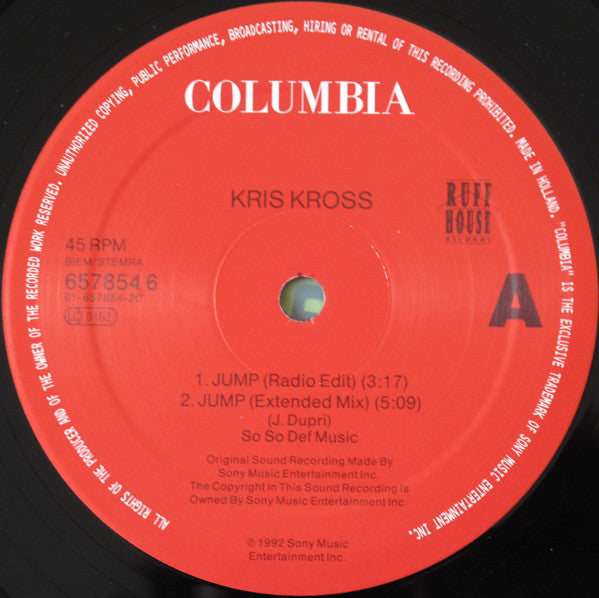 ALL RIGHTS OF THE PRODUCER AND OF THE OWNER OF THE RECORDED WORK RESERVED. UNAUTHORIZED COPYING, PUBLIC PERFORMANCE, BROADCASTING, HIRING OR RENTAL OF THIS RECORDING PROHIBITED. MADE IN HOLLAND. "COLUMBIA" IS THE EXCLUSIVE TRADEMARK OF SONY MUSIC ENTERTAINMENT INC.
COLUMBIA
KRIS KROSS
RUFF
HOUSE
RECORDS
45 RPM
BIEM/STEMRA
657854 6
01-657854-20
LC 0162
A
1. JUMP (Radio Edit) (3:17)
2. JUMP (Extended Mix) (5:09)
(J. Dupri)
So So Def Music
Original Sound Recording Made By
Sony Music Entertainment Inc.
The Copyright In This Sound Recording Is
Owned By Sony Music Entertainment Inc.
© 1992 Sony Music
Entertainment Inc.